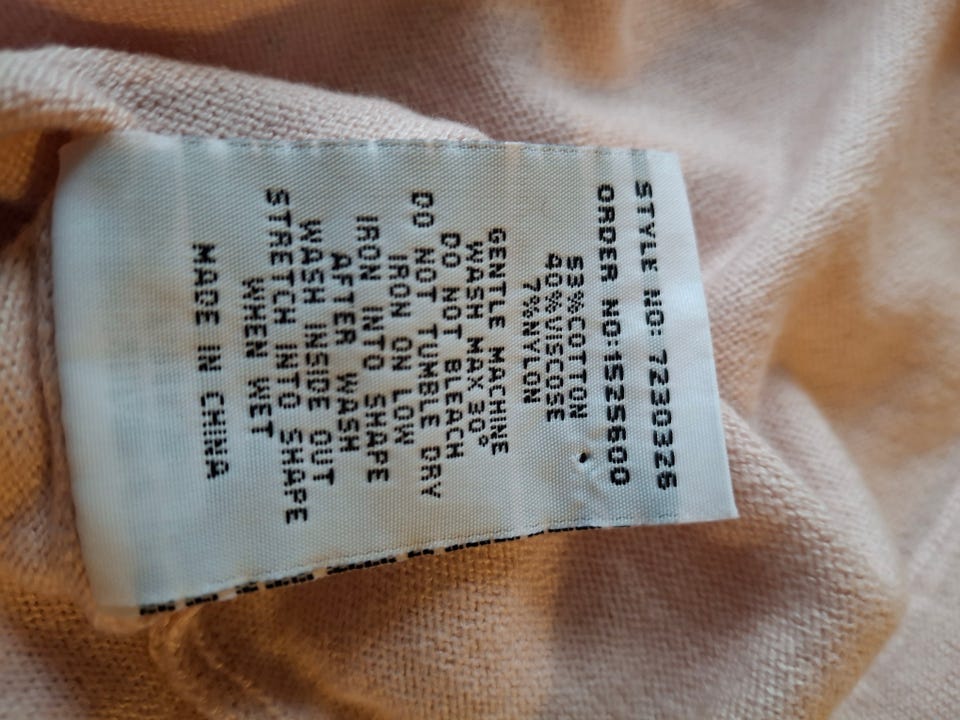 STYLE NO: 7230326
ORDER NO:1525600
53%COTTON
40%VISCOSE
7%NYLON
GENTLE MACHINE
WASH MAX 30°
DO NOT BLEACH
DO NOT TUMBLE DRY
IRON ON LOW
IRON INTO SHAPE
AFTER WASH
WASH INSIDE OUT
STRETCH INTO SHAPE
WHEN WET
MADE IN CHINA